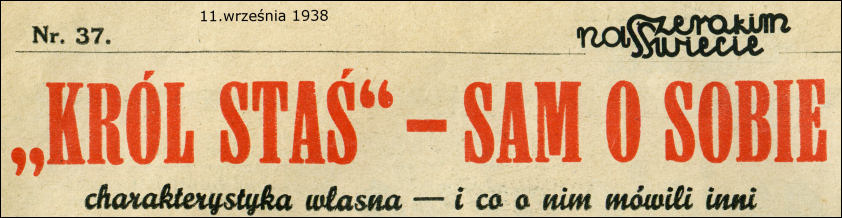 11.września 1938
Nr. 37.
na Szerokim Świecie
„KRÓL STAŚ“ – SAM O SOBIE
charakterystyka własna — i co o nim mówili inni